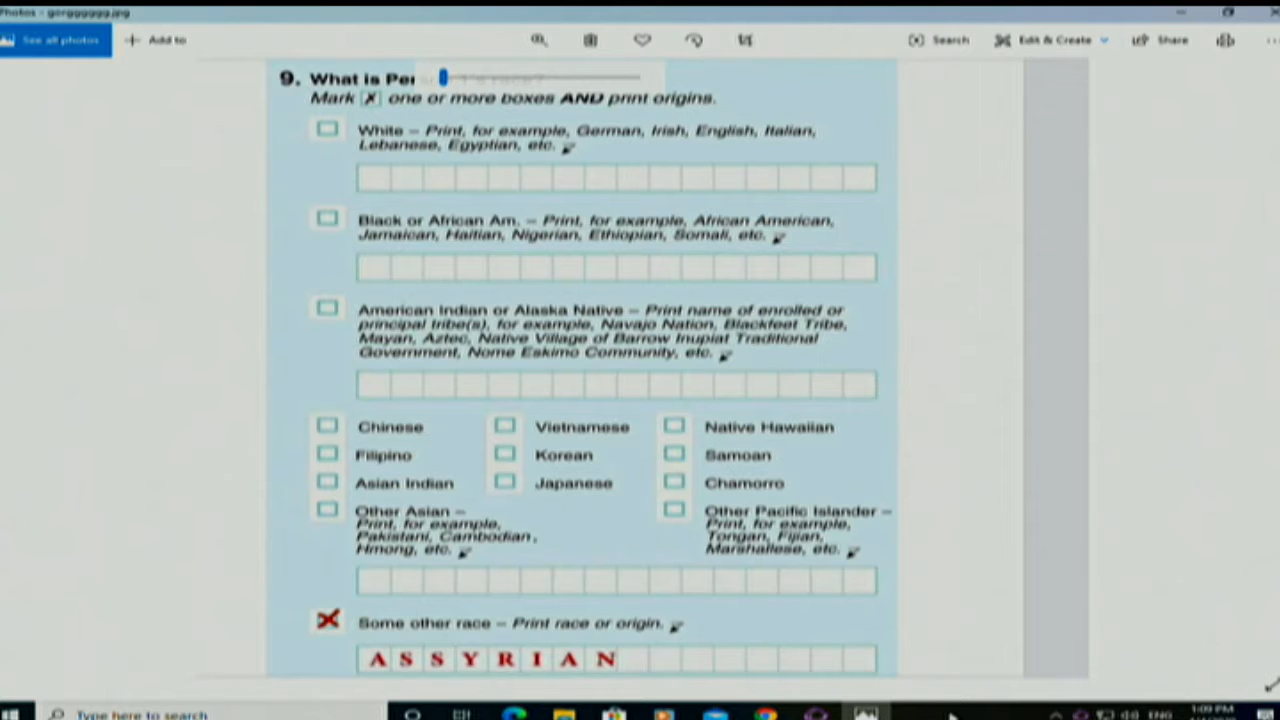 Photos - gorgggggg.jpg
See all photos
Add to
Search
Edit & Create
Share
9. What is Per
Mark X one or more boxes AND print origins.
White – Print, for example, German, Irish, English, Italian,
Lebanese, Egyptian, etc.
Black or African Am. – Print, for example, African American,
Jamaican, Haitian, Nigerian, Ethiopian, Somali, etc.
American Indian or Alaska Native – Print name of enrolled or
principal tribe(s), for example, Navajo Nation, Blackfeet Tribe,
Mayan, Aztec, Native Village of Barrow Inupiat Traditional
Government, Nome Eskimo Community, etc.
Chinese
Vietnamese
Native Hawaiian
Filipino
Korean
Samoan
Asian Indian
Japanese
Chamorro
Other Asian –
Print, for example,
Pakistani, Cambodian,
Hmong, etc.
Other Pacific Islander –
Print, for example,
Tongan, Fijian,
Marshallese, etc.
Some other race – Print race or origin.
ASSYRIAN
Type here to search
ENG
1:09 PM